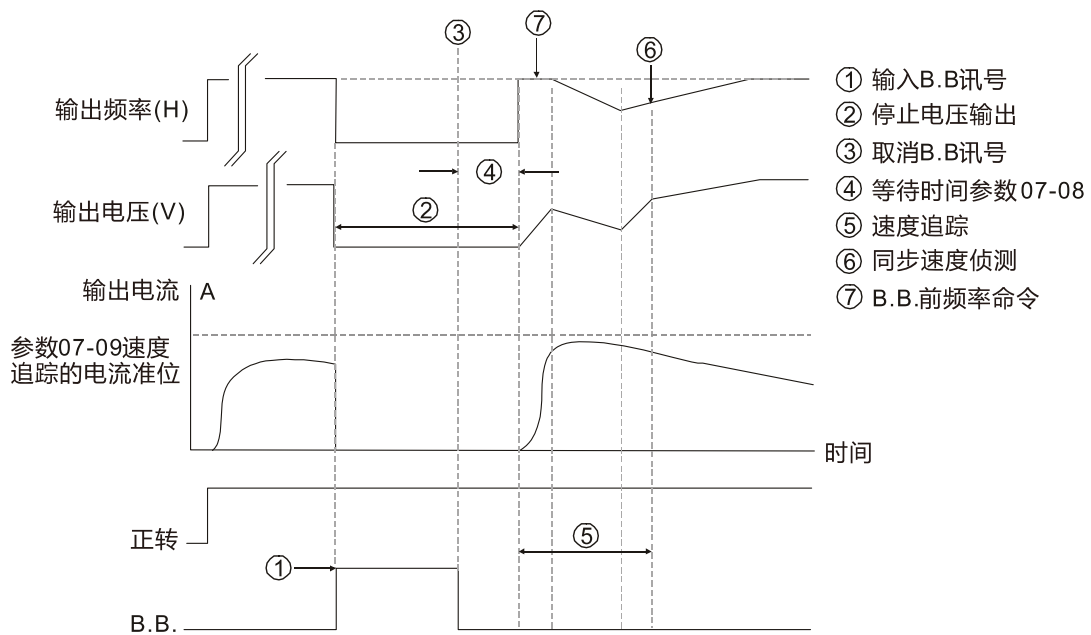 ③
⑦
⑥
输出频率(H)
④
输出电压(V)
②
输出电流 A
参数07-09速度
追踪的电流准位
时间
正转
⑤
①
B.B.
① 输入B.B讯号
② 停止电压输出
③ 取消B.B讯号
④ 等待时间参数07-08
⑤ 速度追踪
⑥ 同步速度侦测
⑦ B.B.前频率命令